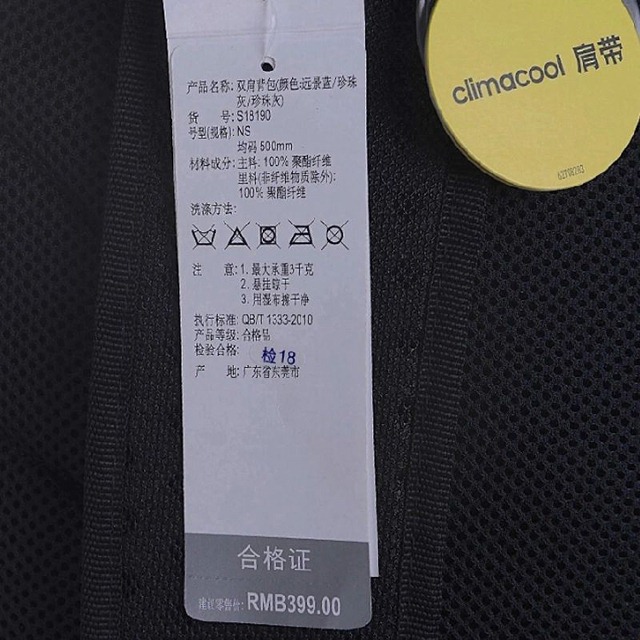 climacool 肩带
产品名称: 双肩背包(颜色:远景蓝/珍珠
灰/珍珠灰)
货 号: S18190
号型(规格): NS
均码 500mm
材料成分: 主料: 100% 聚酯纤维
里料(非纤维物质除外):
100% 聚酯纤维
洗涤方法:
注 意: 1. 最大承重3千克
2. 悬挂晾干
3. 用湿布擦干净
执行标准: QB/T 1333-2010
产品等级: 合格品
检验合格: 检18
产 地: 广东省东莞市
合格证
建议零售价: RMB399.00